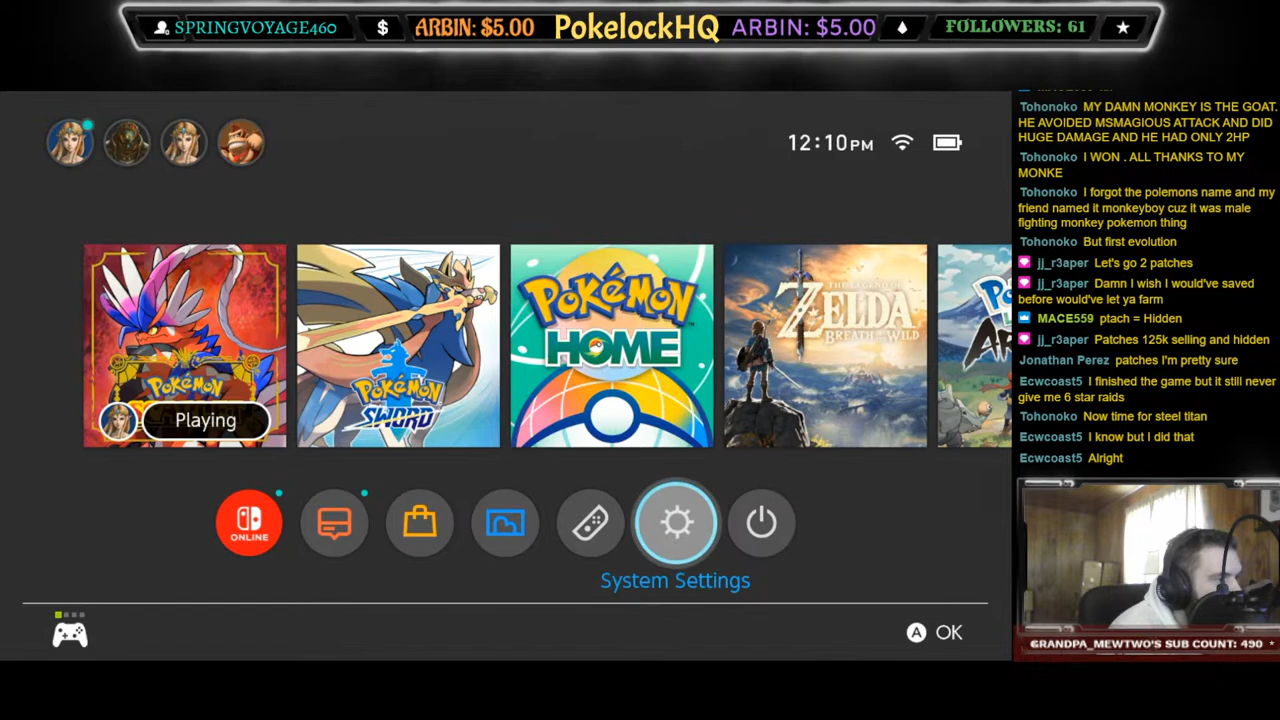 SPRINGVOYAGE460
$
ARBIN: $5.00
PokelockHQ
ARBIN: $5.00
FOLLOWERS: 61
12:10PM
POKéMON
Playing
POKéMON
SWORD
POKéMON
HOME
THE LEGEND OF
ZELDA
BREATH OF THE WILD
ONLINE
System Settings
A OK
Tohonoko MY DAMN MONKEY IS THE GOAT.
HE AVOIDED MSMAGIOUS ATTACK AND DID
HUGE DAMAGE AND HE HAD ONLY 2HP
Tohonoko I WON . ALL THANKS TO MY
MONKE
Tohonoko I forgot the polemons name and my
friend named it monkeyboy cuz it was male
fighting monkey pokemon thing
Tohonoko But first evolution
jj_r3aper Let's go 2 patches
jj_r3aper Damn I wish I would've saved
before would've let ya farm
MACE559 ptach = Hidden
jj_r3aper Patches 125k selling and hidden
Jonathan Perez patches I'm pretty sure
Ecwcoast5 I finished the game but it still never
give me 6 star raids
Tohonoko Now time for steel titan
Ecwcoast5 I know but I did that
Ecwcoast5 Alright
GRANDPA_MEWTWO'S SUB COUNT: 490 *